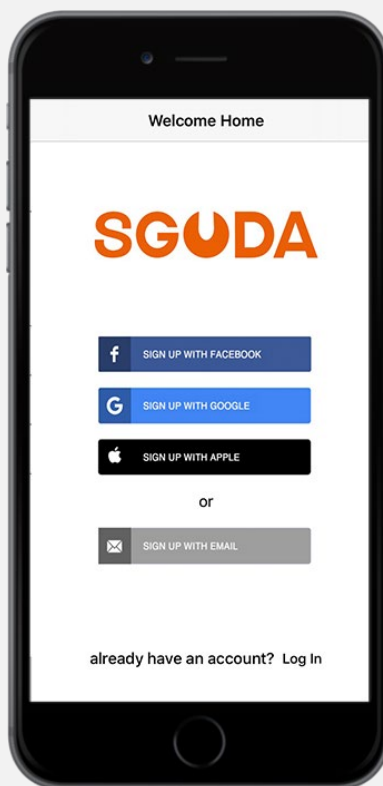 Welcome Home
SGUDA
SIGN UP WITH FACEBOOK
SIGN UP WITH GOOGLE
SIGN UP WITH APPLE
or
SIGN UP WITH EMAIL
already have an account? Log In